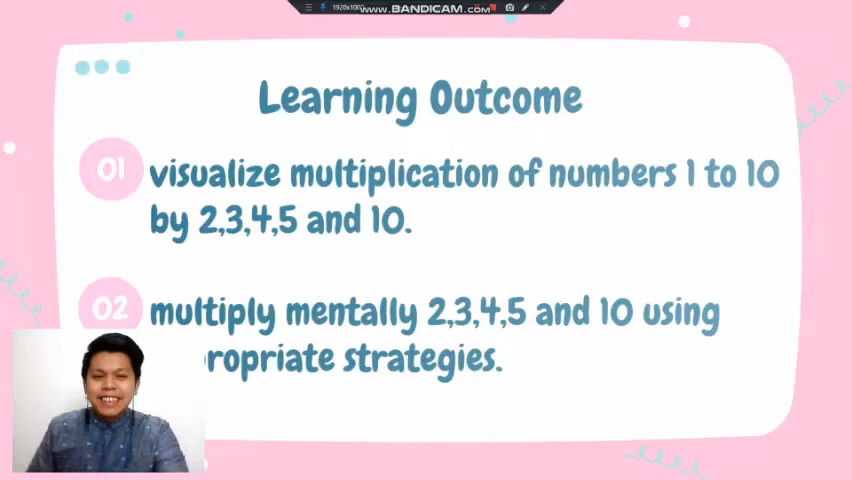 1920x1080
WWW.BANDICAM.COM
Learning Outcome
01
visualize multiplication of numbers 1 to 10
by 2,3,4,5 and 10.
02
multiply mentally 2,3,4,5 and 10 using
strategies.